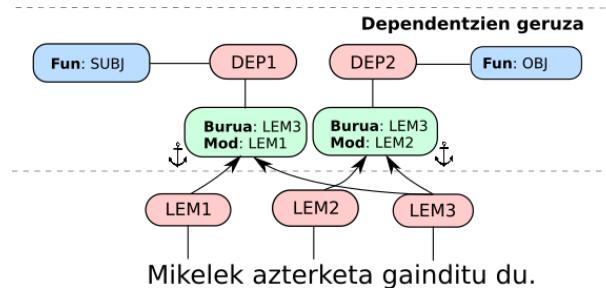 Dependentzien geruza
Fun: SUBJ
DEP1
DEP2
Fun: OBJ
Burua: LEM3
Mod: LEM1
Burua: LEM3
Mod: LEM2
LEM1
LEM2
LEM3
Mikelek azterketa gainditu du.